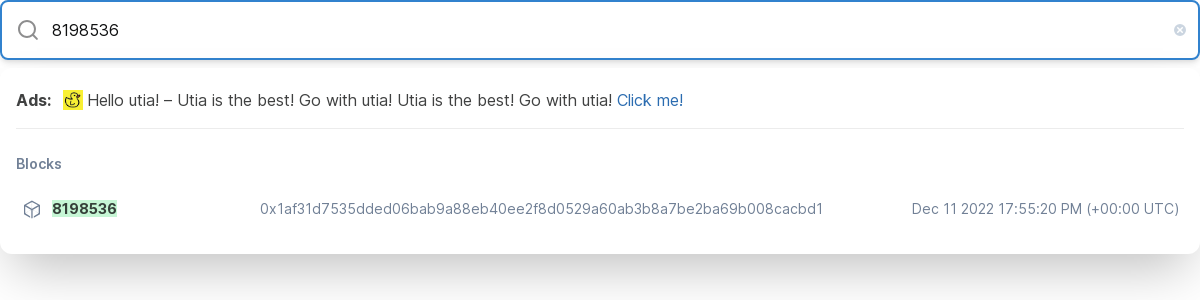 8198536
Ads: Hello utia! – Utia is the best! Go with utia! Utia is the best! Go with utia! Click me!
Blocks
8198536 0x1af31d7535dded06bab9a88eb40ee2f8d0529a60ab3b8a7be2ba69b008cacbd1 Dec 11 2022 17:55:20 PM (+00:00 UTC)